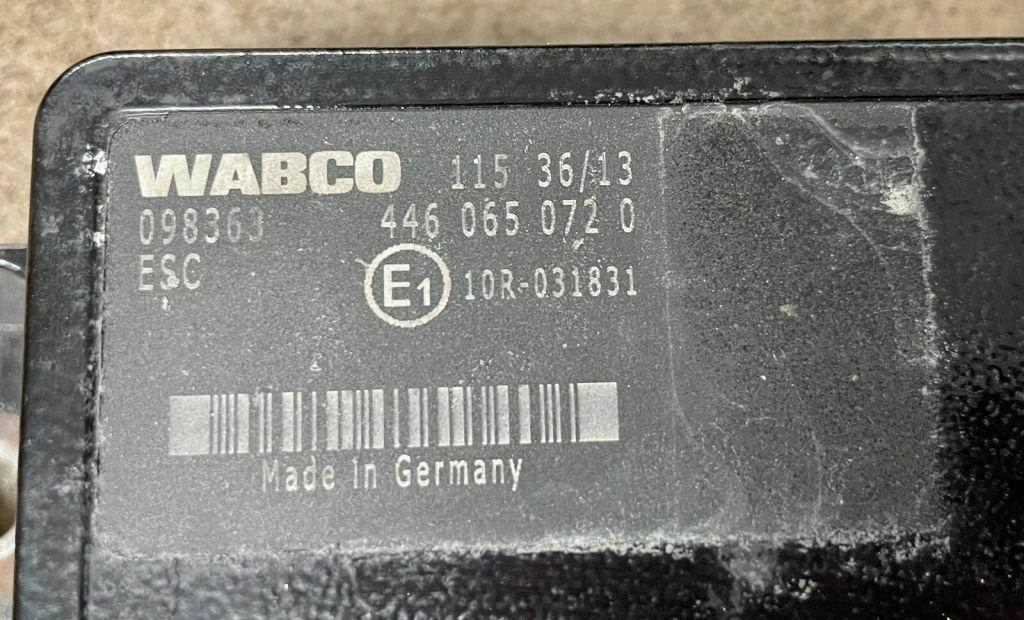 WABCO 115 36/13
098363 446 065 072 0
ESC E1 10R-031831
Made in Germany